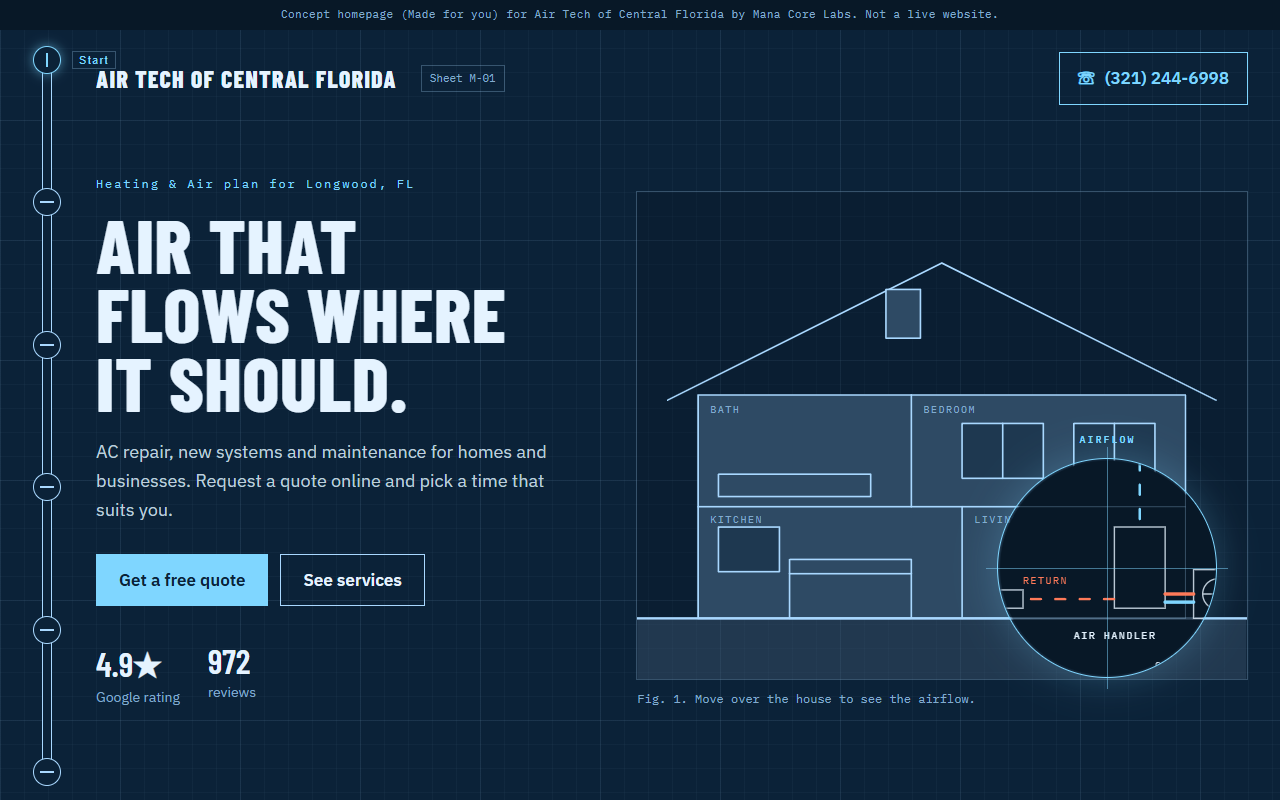 Concept homepage (Made for you) for Air Tech of Central Florida by Mana Core Labs. Not a live website.
Start
AIR TECH OF CENTRAL FLORIDA
Sheet M-01
☎ (321) 244-6998
Heating & Air plan for Longwood, FL
AIR THAT
FLOWS WHERE
IT SHOULD.
AC repair, new systems and maintenance for homes and
businesses. Request a quote online and pick a time that
suits you.
Get a free quote
See services
4.9★
Google rating
972
reviews
BATH
BEDROOM
AIRFLOW
KITCHEN
RETURN
AIR HANDLER
Fig. 1. Move over the house to see the airflow.